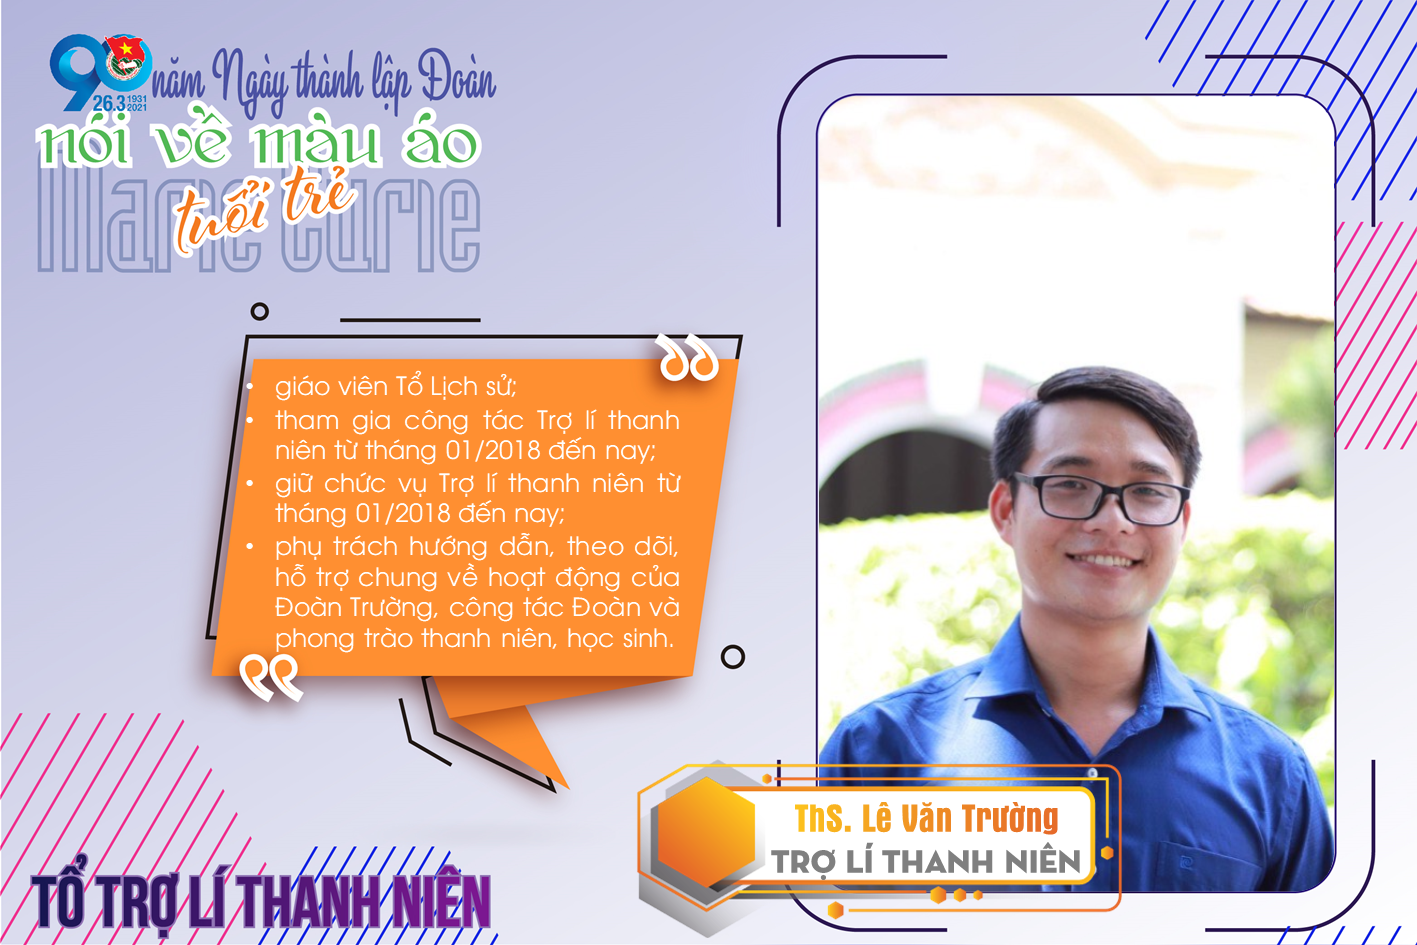 90 năm Ngày thành lập Đoàn
26.3 1931 2021
nói về màu áo
Marie Curie
tuổi trẻ
• giáo viên Tổ Lịch sử;
• tham gia công tác Trợ lí thanh
niên từ tháng 01/2018 đến nay;
• giữ chức vụ Trợ lí thanh niên từ
tháng 01/2018 đến nay;
• phụ trách hướng dẫn, theo dõi,
hỗ trợ chung về hoạt động của
Đoàn Trường, công tác Đoàn và
phong trào thanh niên, học sinh.
ThS. Lê Văn Trường
TRỢ LÍ THANH NIÊN
TỔ TRỢ LÍ THANH NIÊN